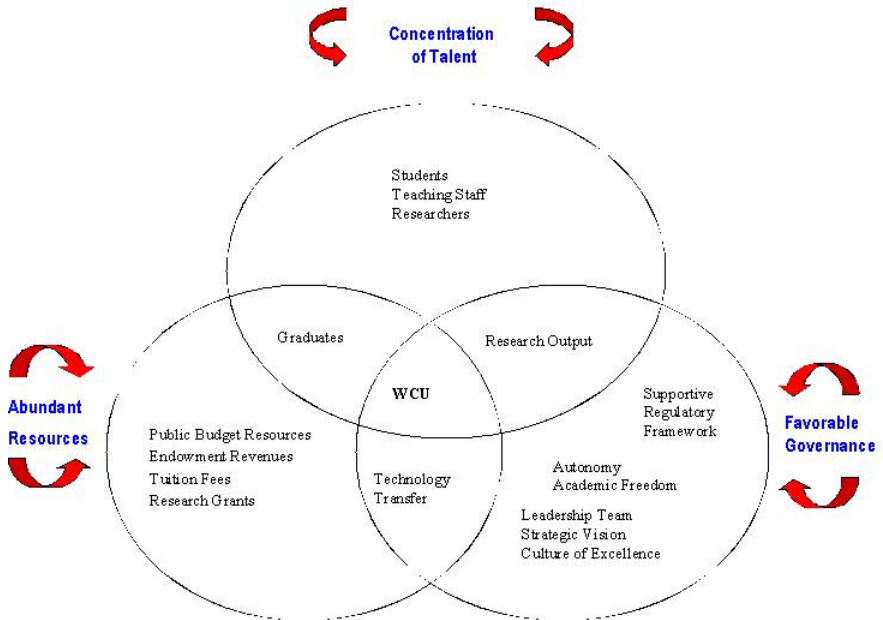 Concentration
of Talent
Students
Teaching Staff
Researchers
Graduates
Research Output
WCU
Abundant
Resources
Public Budget Resources
Endowment Revenues
Tuition Fees
Research Grants
Technology
Transfer
Supportive
Regulatory
Framework
Autonomy
Academic Freedom
Leadership Team
Strategic Vision
Culture of Excellence
Favorable
Governance